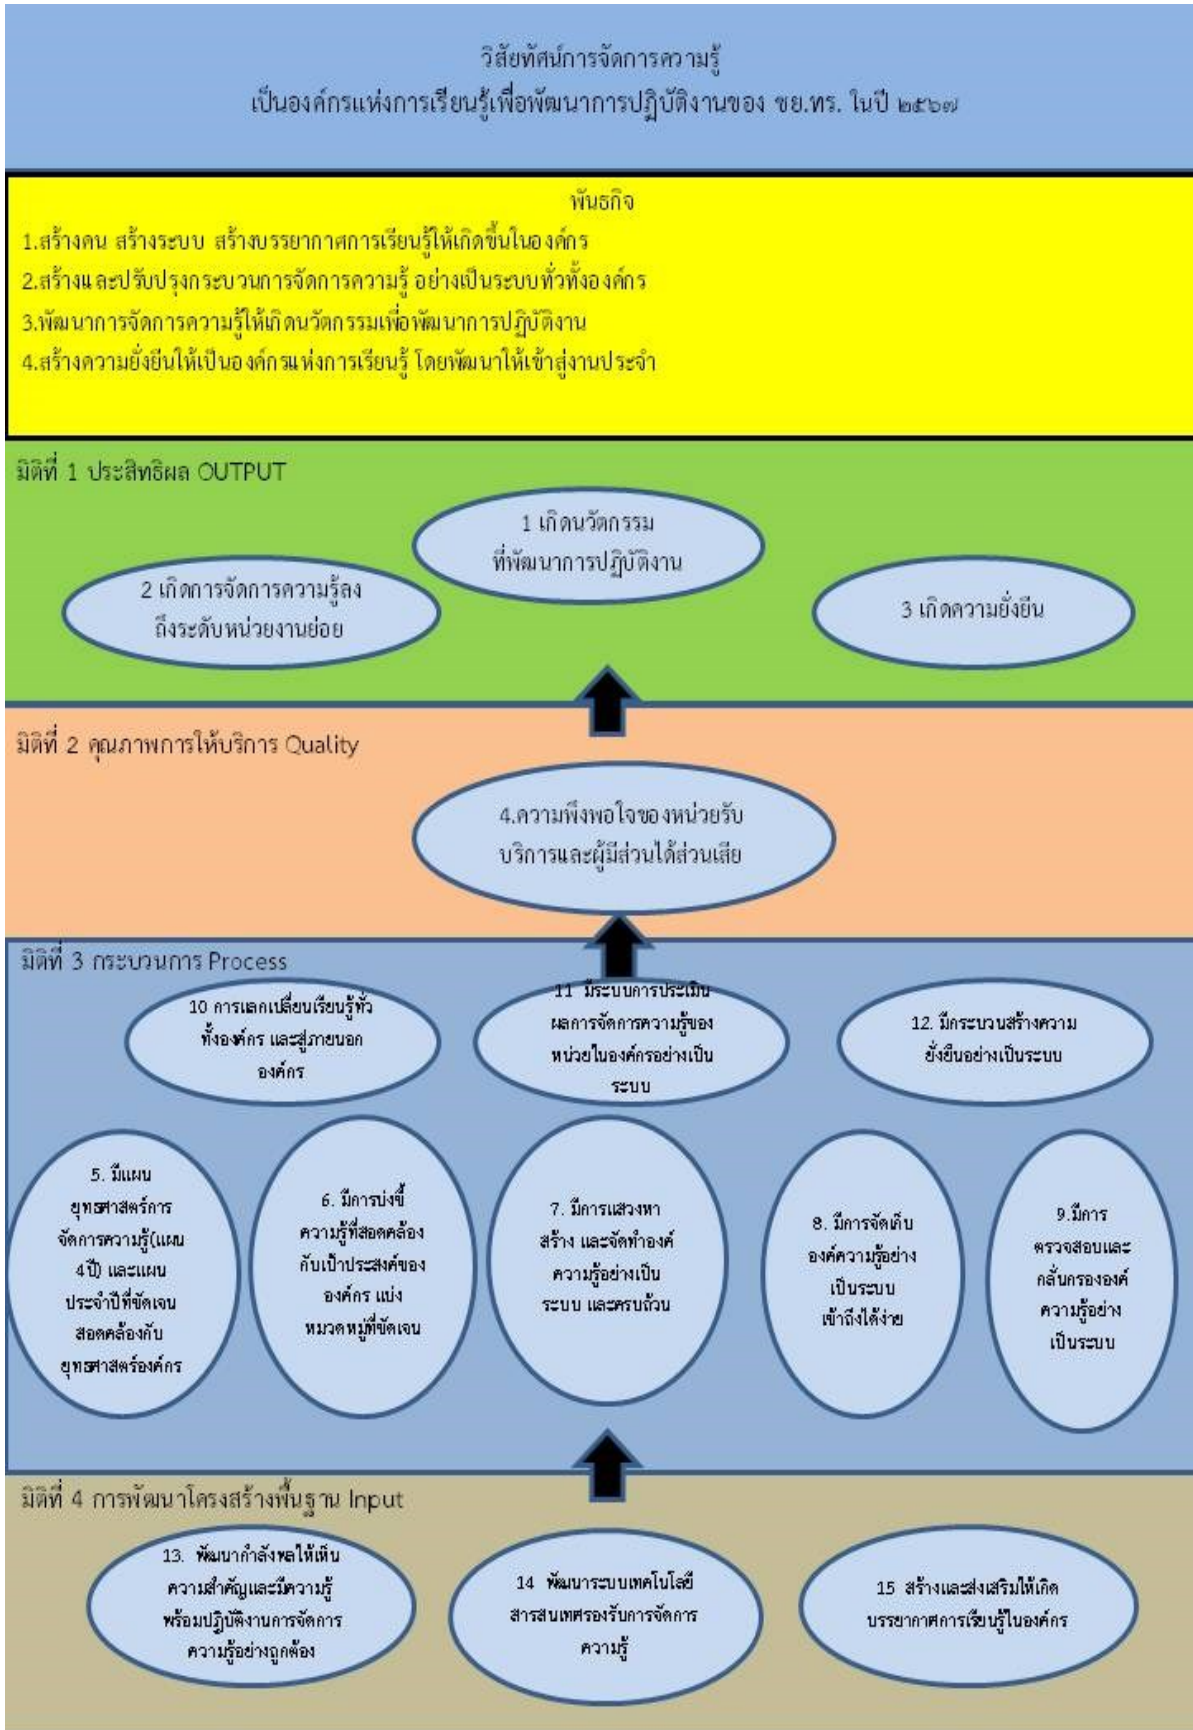 วิสัยทัศน์การจัดการความรู้
เป็นองค์กรแห่งการเรียนรู้เพื่อพัฒนาการปฏิบัติงานของ ชย.ทร. ในปี ๒๕๖๗
พันธกิจ
1.สร้างคน สร้างระบบ สร้างบรรยากาศการเรียนรู้ให้เกิดขึ้นในองค์กร
2.สร้างและปรับปรุงกระบวนการจัดการความรู้ อย่างเป็นระบบทั่วทั้งองค์กร
3.พัฒนาการจัดการความรู้ให้เกิดนวัตกรรมเพื่อพัฒนาการปฏิบัติงาน
4.สร้างความยั่งยืนให้เป็นองค์กรแห่งการเรียนรู้ โดยพัฒนาให้เข้าสู่งานประจำ
มิติที่ 1 ประสิทธิผล OUTPUT
1 เกิดนวัตกรรม
ที่พัฒนาการปฏิบัติงาน
2 เกิดการจัดการความรู้ลง
ถึงระดับหน่วยงานย่อย
3 เกิดความยั่งยืน
มิติที่ 2 คุณภาพการให้บริการ Quality
4.ความพึงพอใจของหน่วยรับ
บริการและผู้มีส่วนได้ส่วนเสีย
มิติที่ 3 กระบวนการ Process
10 การแลกเปลี่ยนเรียนรู้ทั่ว
ทั้งองค์กร และสู่ภายนอก
องค์กร
11 มีระบบการประเมิน
ผลการจัดการความรู้ของ
หน่วยในองค์กรอย่างเป็น
ระบบ
12. มีกระบวนสร้างความ
ยั่งยืนอย่างเป็นระบบ
5. มีแผน
ยุทธศาสตร์การ
จัดการความรู้(แผน
4ปี) และแผน
ประจำปีที่ชัดเจน
สอดคล้องกับ
ยุทธศาสตร์องค์กร
6. มีการบ่งชี้
ความรู้ที่สอดคล้อง
กับเป้าประสงค์ของ
องค์กร แบ่ง
หมวดหมู่ที่ชัดเจน
7. มีการแสวงหา
สร้าง และจัดทำองค์
ความรู้อย่างเป็น
ระบบ และครบถ้วน
8. มีการจัดเก็บ
องค์ความรู้อย่าง
เป็นระบบ
เข้าถึงได้ง่าย
9.มีการ
ตรวจสอบและ
กลั่นกรององค์
ความรู้อย่าง
เป็นระบบ
มิติที่ 4 การพัฒนาโครงสร้างพื้นฐาน Input
13. พัฒนากำลังพลให้เห็น
ความสำคัญและมีความรู้
พร้อมปฏิบัติงานการจัดการ
ความรู้อย่างถูกต้อง
14 พัฒนาระบบเทคโนโลยี
สารสนเทศรองรับการจัดการ
ความรู้
15 สร้างและส่งเสริมให้เกิด
บรรยากาศการเรียนรู้ในองค์กร